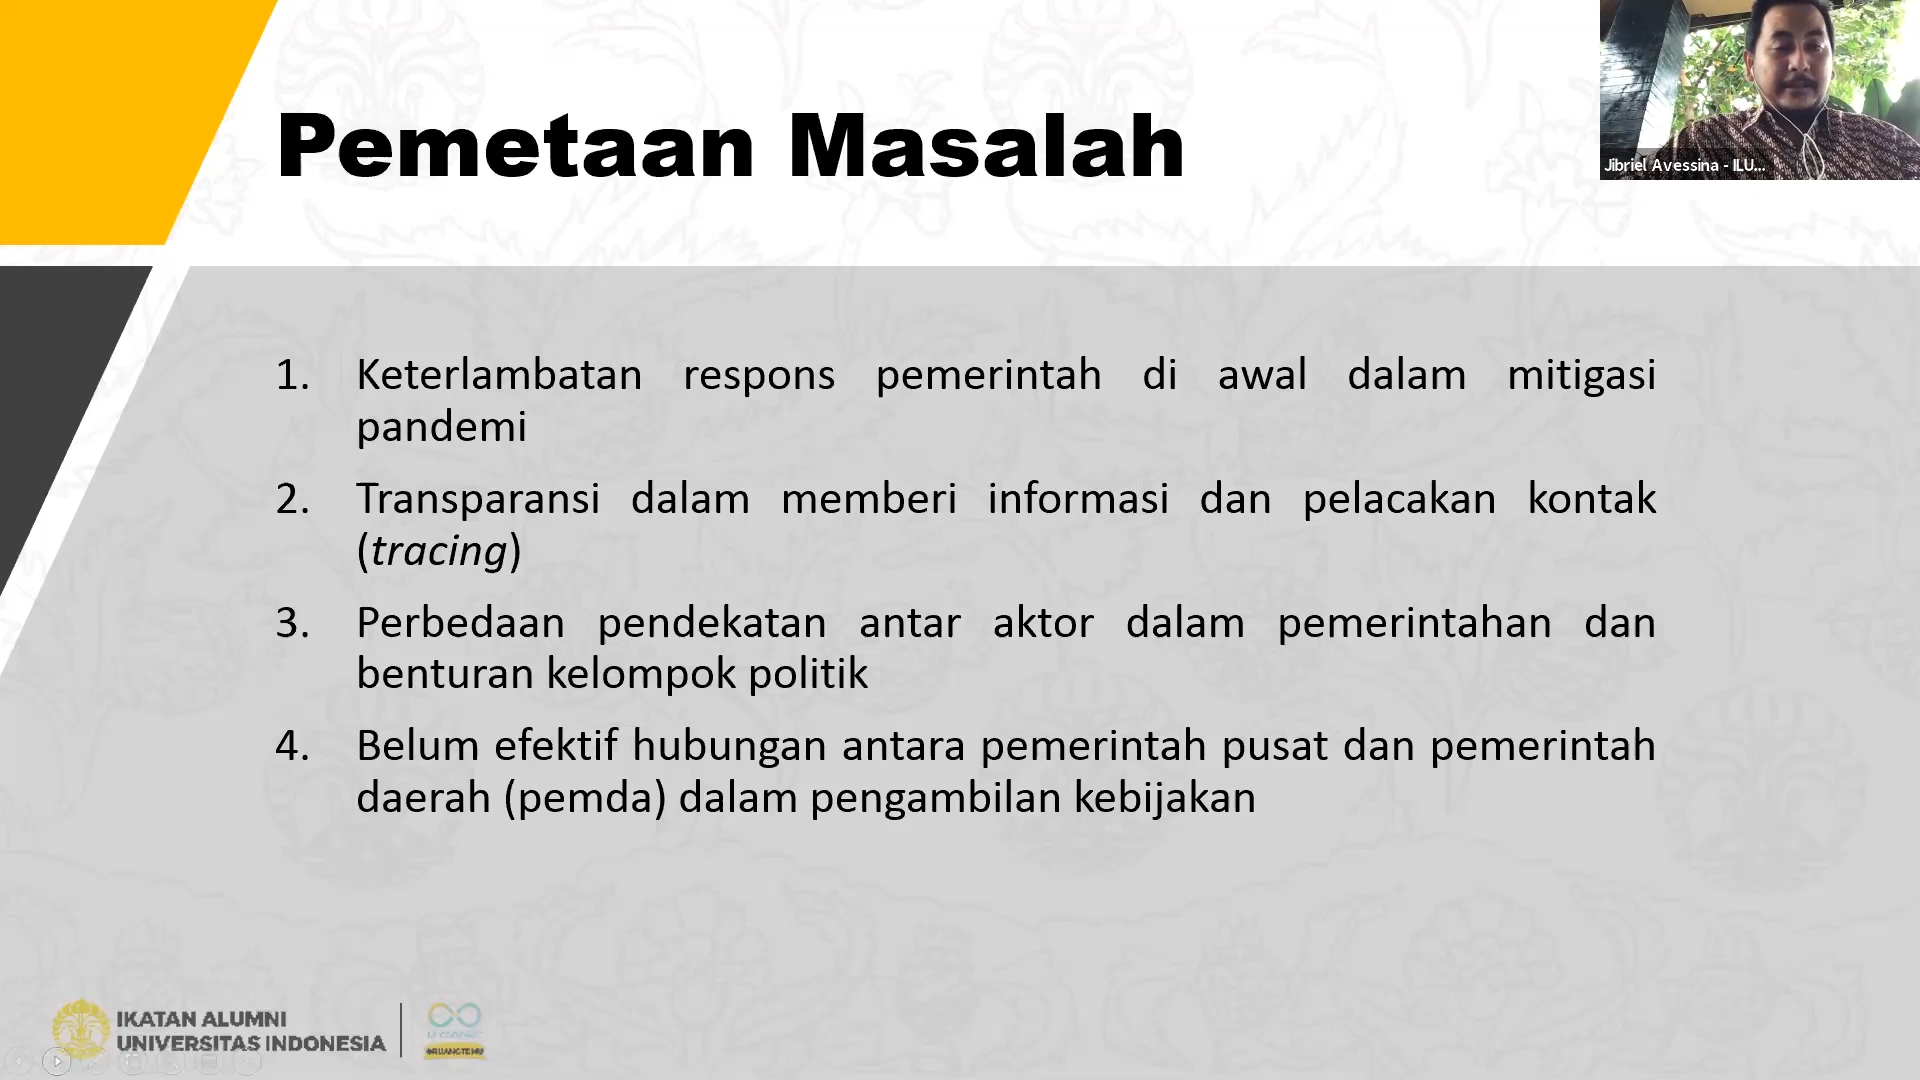 Pemetaan Masalah
Jibriel Avessina - ILU...
1. Keterlambatan respons pemerintah di awal dalam mitigasi
pandemi
2. Transparansi dalam memberi informasi dan pelacakan kontak
(tracing)
3. Perbedaan pendekatan antar aktor dalam pemerintahan dan
benturan kelompok politik
4. Belum efektif hubungan antara pemerintah pusat dan pemerintah
daerah (pemda) dalam pengambilan kebijakan
IKATAN ALUMNI
UNIVERSITAS INDONESIA
#RUANGTEMU